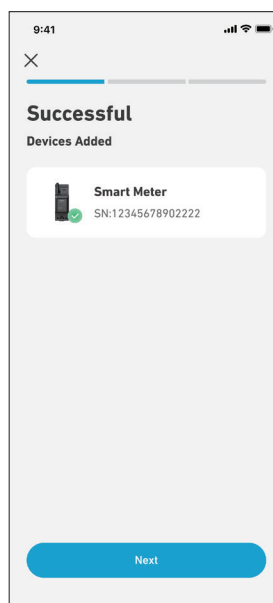 9:41
Successful
Devices Added
Smart Meter
SN:12345678902222
Next